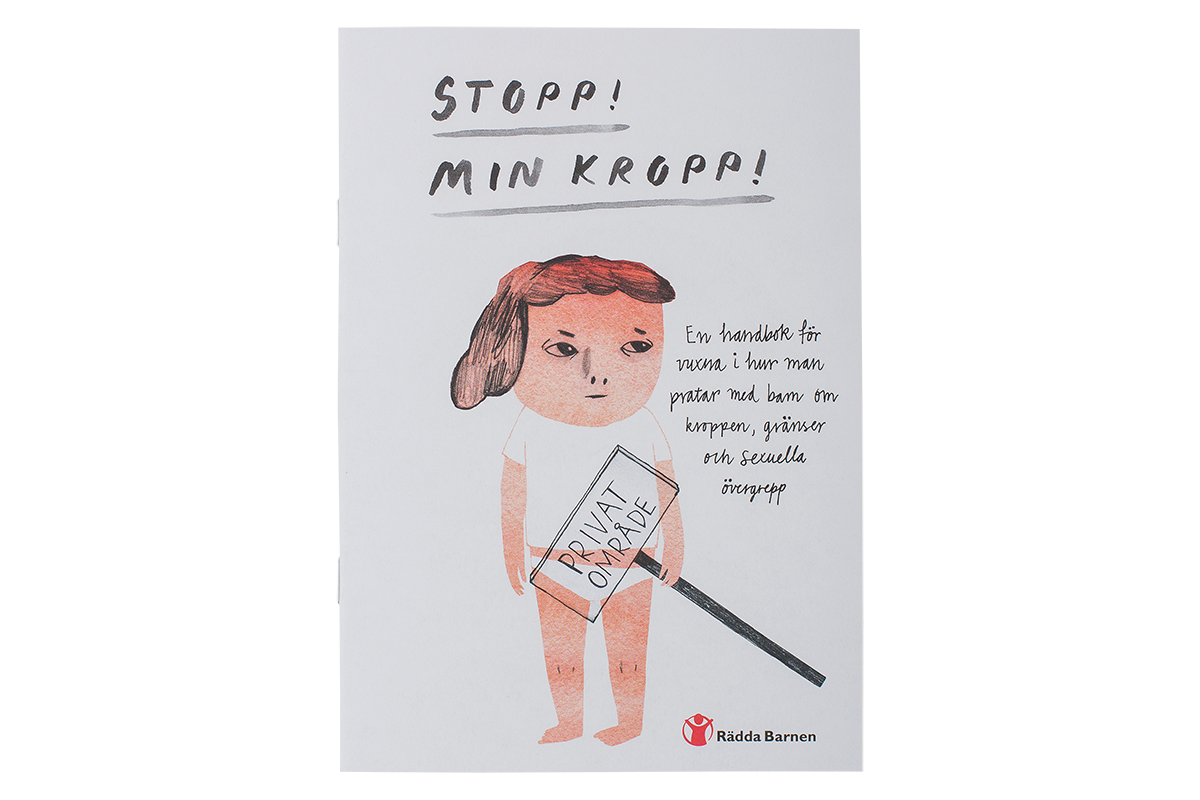 STOPP!
MIN KROPP!
En handbok för
vuxna i hur man
pratar med barn om
kroppen, gränser
och sexuella
övergrepp
PRIVAT
OMRÅDE
Rädda Barnen